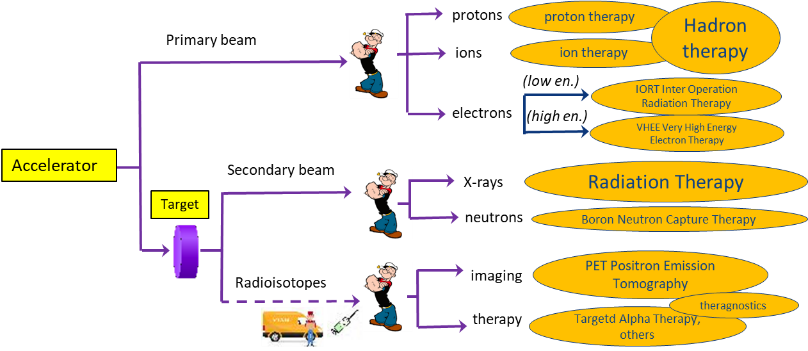 Primary beam
protons
proton therapy
Hadron
therapy
ions
ion therapy
electrons
(low en.)
IORT Inter Operation
Radiation Therapy
(high en.)
VHEE Very High Energy
Electron Therapy
Accelerator
Secondary beam
Target
X-rays
Radiation Therapy
neutrons
Boron Neutron Capture Therapy
Radioisotopes
imaging
PET Positron Emission
Tomography
theragnostics
therapy
Targetd Alpha Therapy,
others